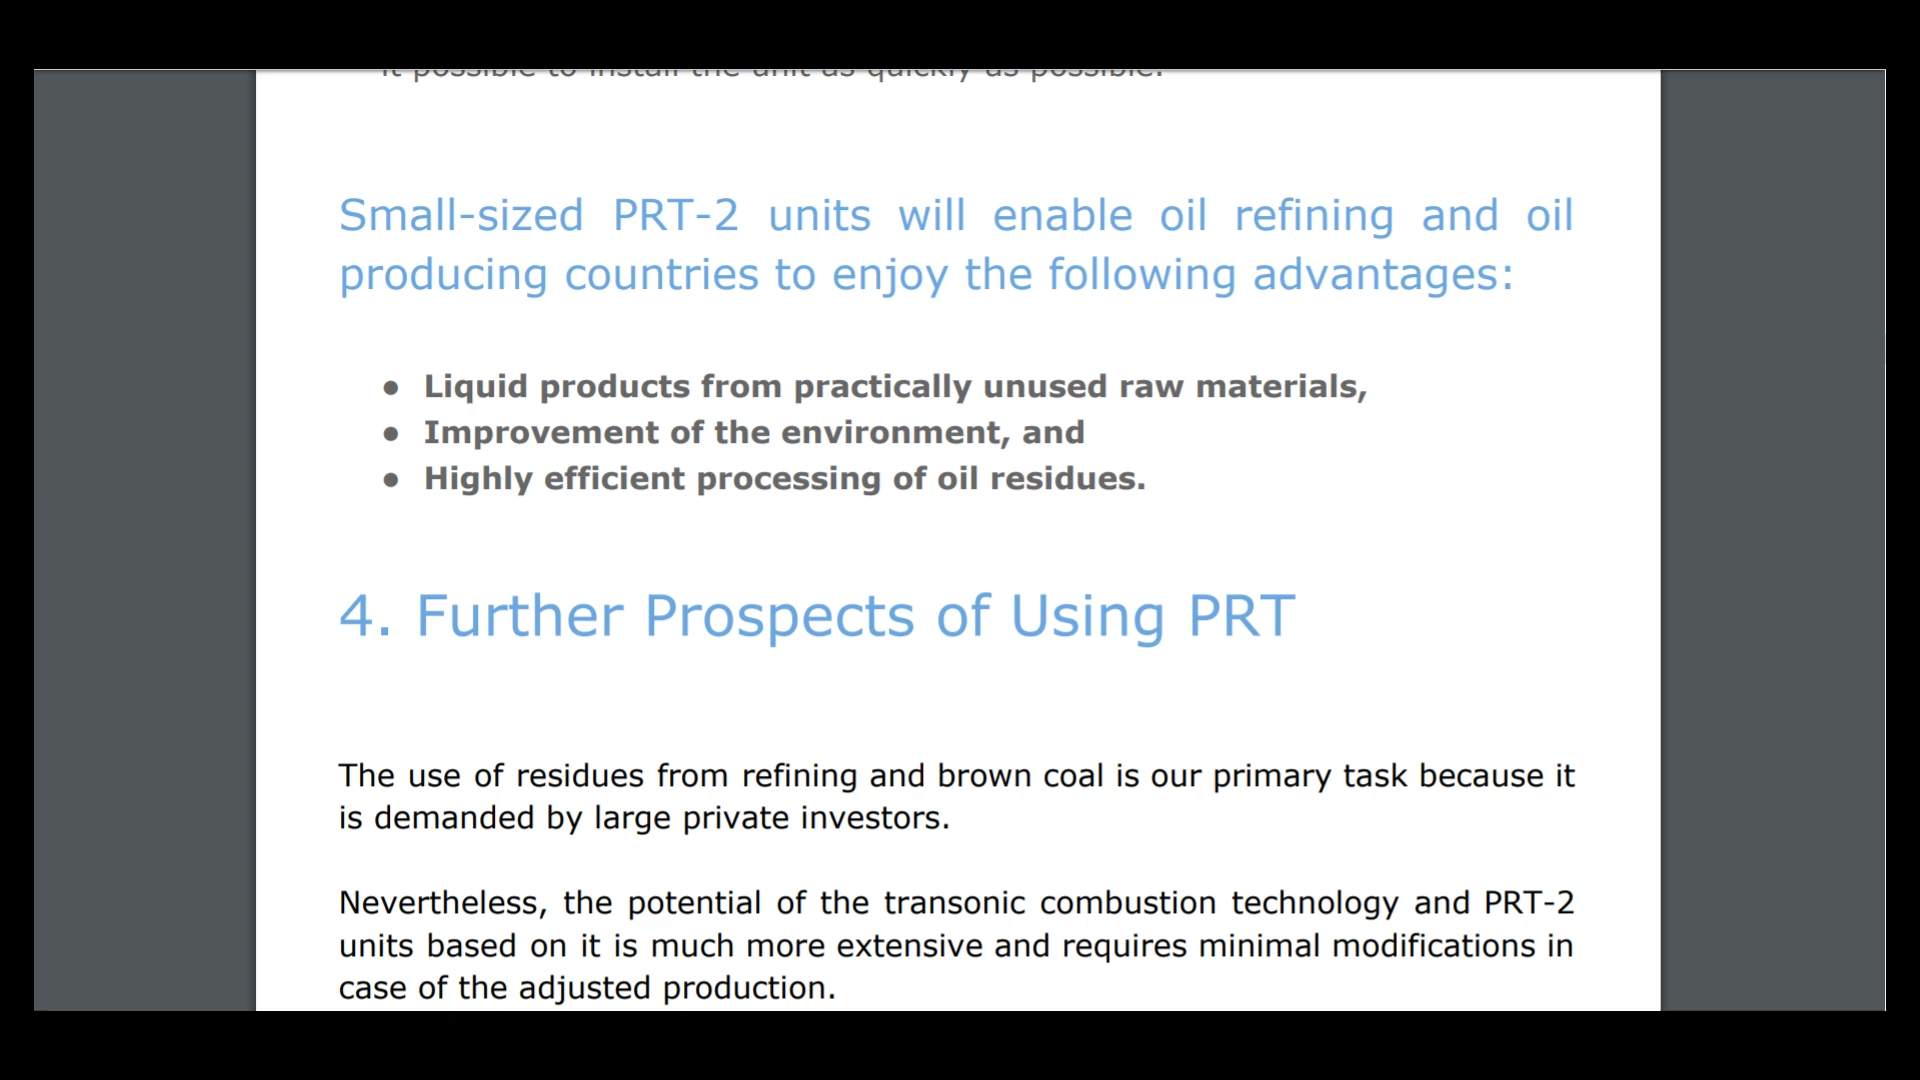 it possible to install the unit as quickly as possible.
Small-sized PRT-2 units will enable oil refining and oil
producing countries to enjoy the following advantages:
● Liquid products from practically unused raw materials,
● Improvement of the environment, and
● Highly efficient processing of oil residues.
4. Further Prospects of Using PRT
The use of residues from refining and brown coal is our primary task because it
is demanded by large private investors.
Nevertheless, the potential of the transonic combustion technology and PRT-2
units based on it is much more extensive and requires minimal modifications in
case of the adjusted production.